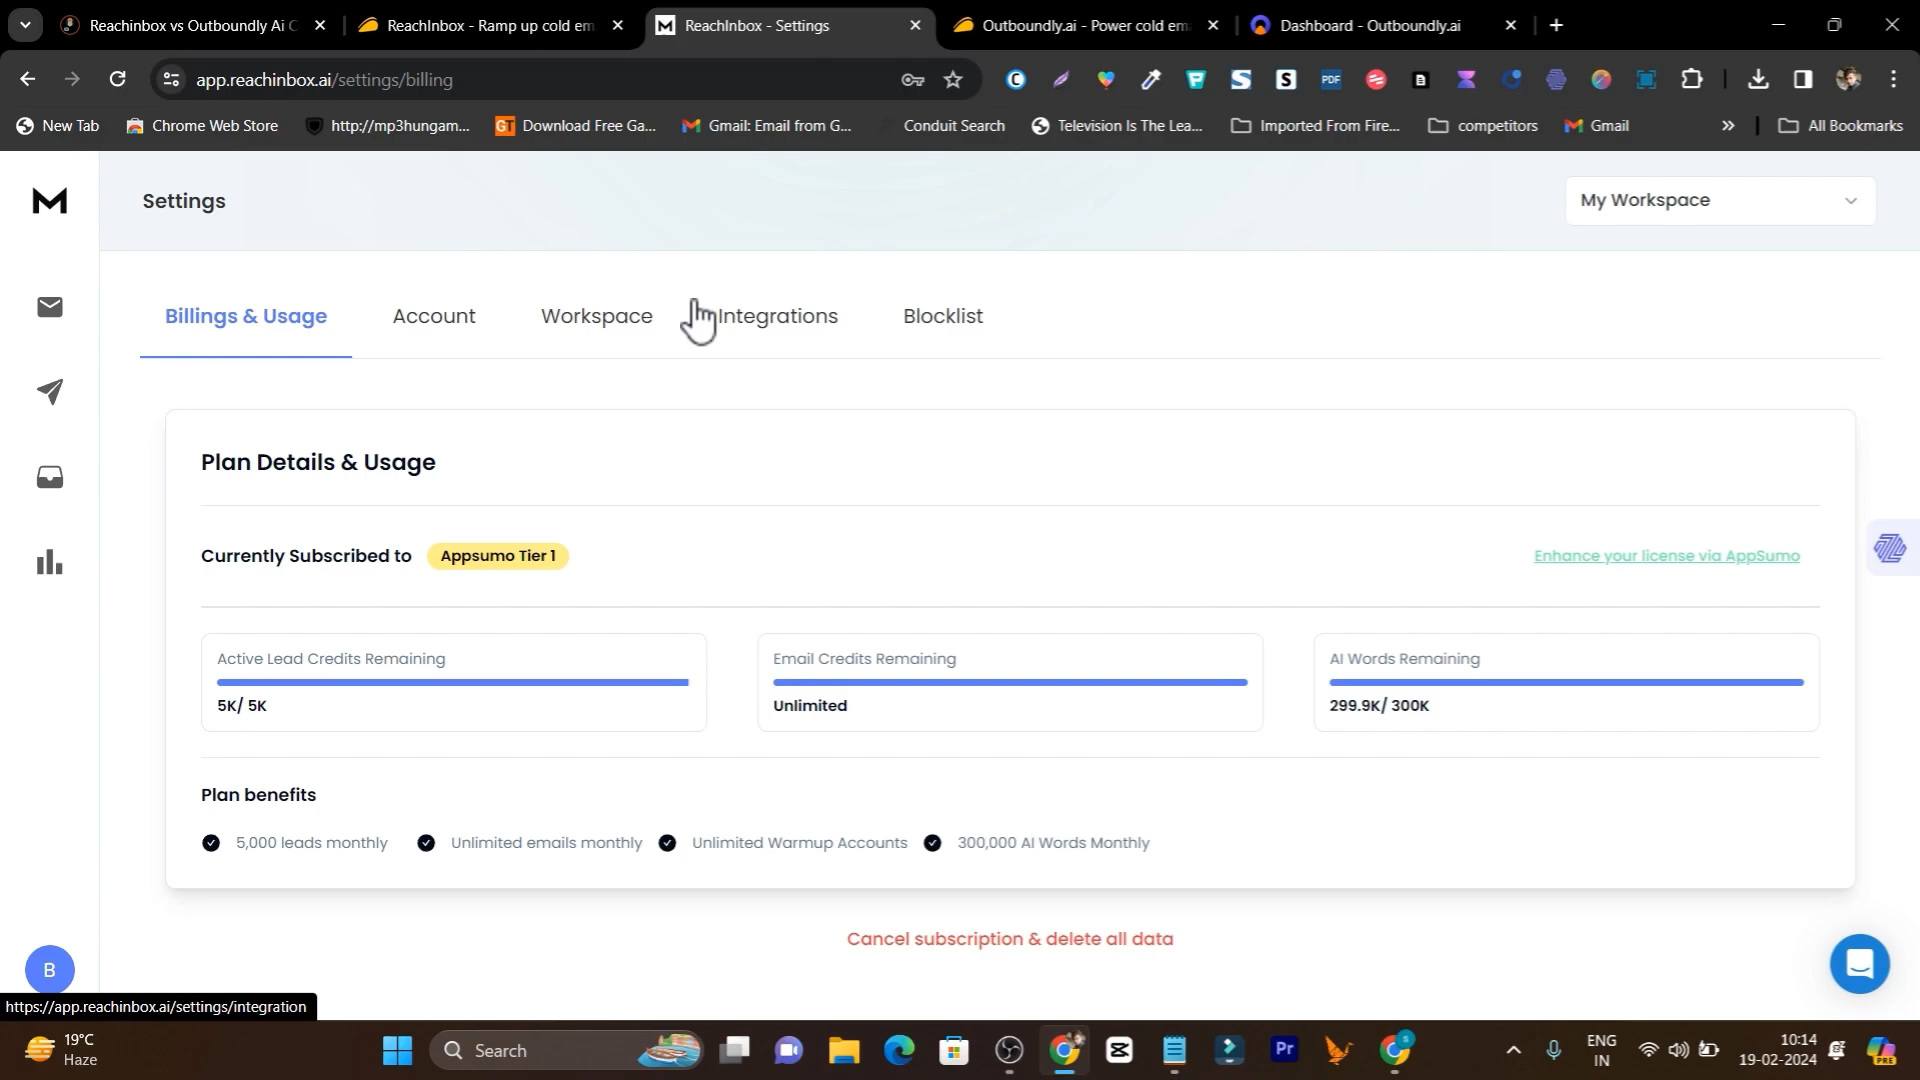 Reachinbox vs Outboundly Ai C
ReachInbox - Ramp up cold em
ReachInbox - Settings
Outboundly.ai - Power cold ema
Dashboard - Outboundly.ai
app.reachinbox.ai/settings/billing
New Tab
Chrome Web Store
http://mp3hungam...
Download Free Ga...
Gmail: Email from G...
Conduit Search
Television Is The Lea...
Imported From Fire...
competitors
Gmail
All Bookmarks
Settings
My Workspace
Billings & Usage
Account
Workspace
Integrations
Blocklist
Plan Details & Usage
Currently Subscribed to
Appsumo Tier 1
Enhance your license via AppSumo
Active Lead Credits Remaining
5K/ 5K
Email Credits Remaining
Unlimited
AI Words Remaining
299.9K/ 300K
Plan benefits
5,000 leads monthly
Unlimited emails monthly
Unlimited Warmup Accounts
300,000 AI Words Monthly
Cancel subscription & delete all data
B
https://app.reachinbox.ai/settings/integration
19°C
Haze
Search
Pr
ENG
IN
10:14
19-02-2024
PRE
PDF